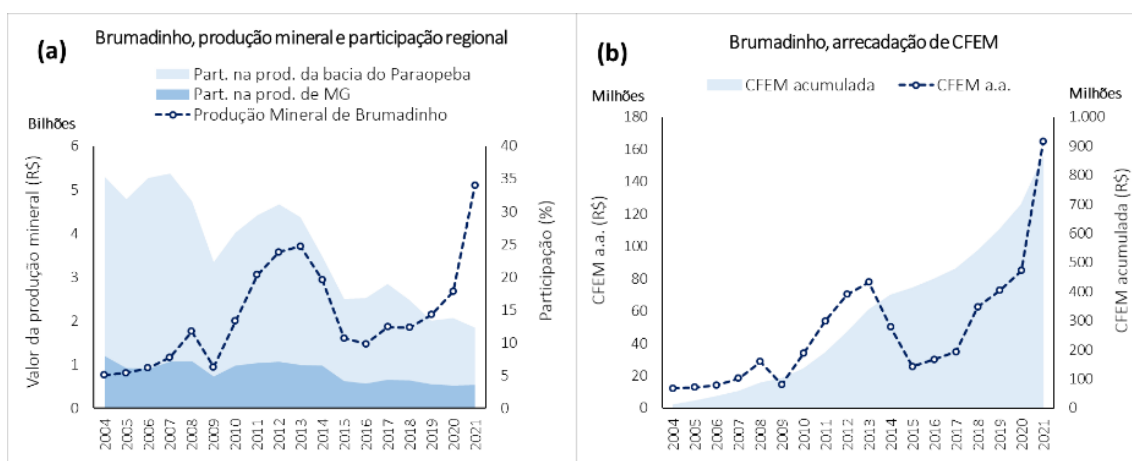 (a)
Brumadinho, produção mineral e participação regional
Part. na prod. da bacia do Paraopeba
Part. na prod. de MG
Produção Mineral de Brumadinho
Bilhões
Valor da produção mineral (R$)
6
5
4
3
2
1
0
40
35
30
25
20
15
10
5
0
Participação (%)
2004 2005 2006 2007 2008 2009 2010 2011 2012 2013 2014 2015 2016 2017 2018 2019 2020 2021
(b)
Brumadinho, arrecadação de CFEM
CFEM acumulada
CFEM a.a.
Milhões
Milhões
CFEM a.a. (R$)
180
160
140
120
100
80
60
40
20
0
1.000
900
800
700
600
500
400
300
200
100
0
CFEM acumulada (R$)
2004 2005 2006 2007 2008 2009 2010 2011 2012 2013 2014 2015 2016 2017 2018 2019 2020 2021